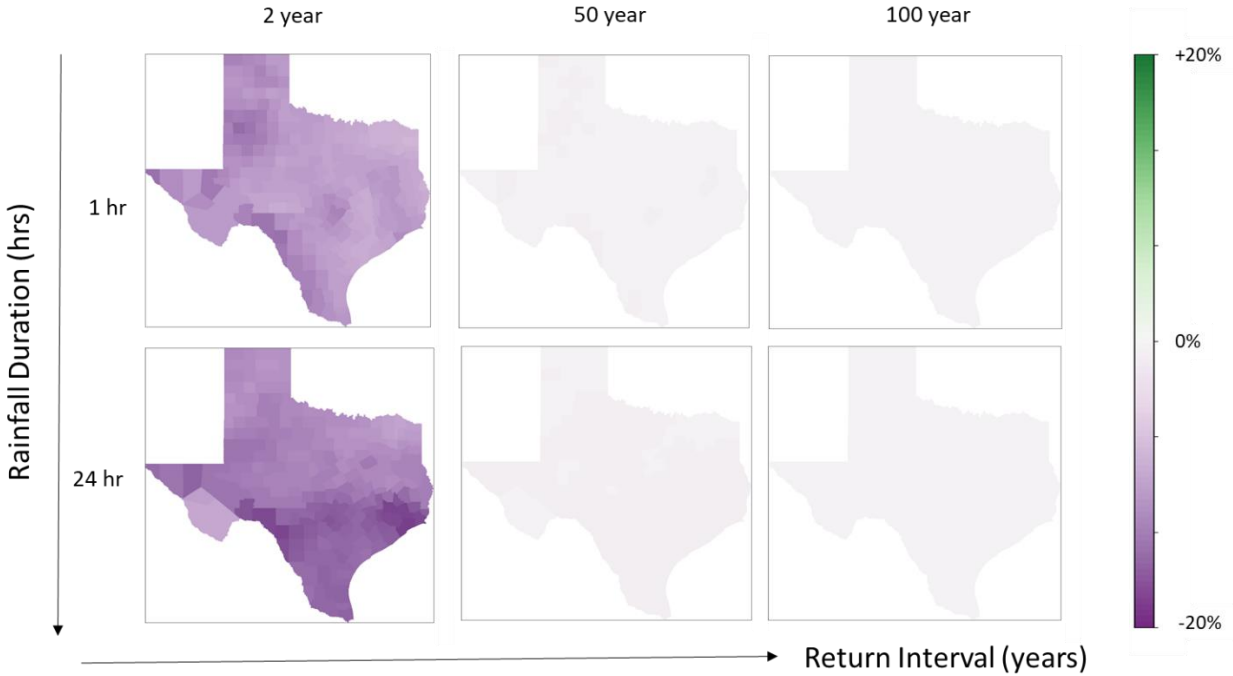 2 year
50 year
100 year
+20%
1 hr
Rainfall Duration (hrs)
0%
24 hr
-20%
Return Interval (years)